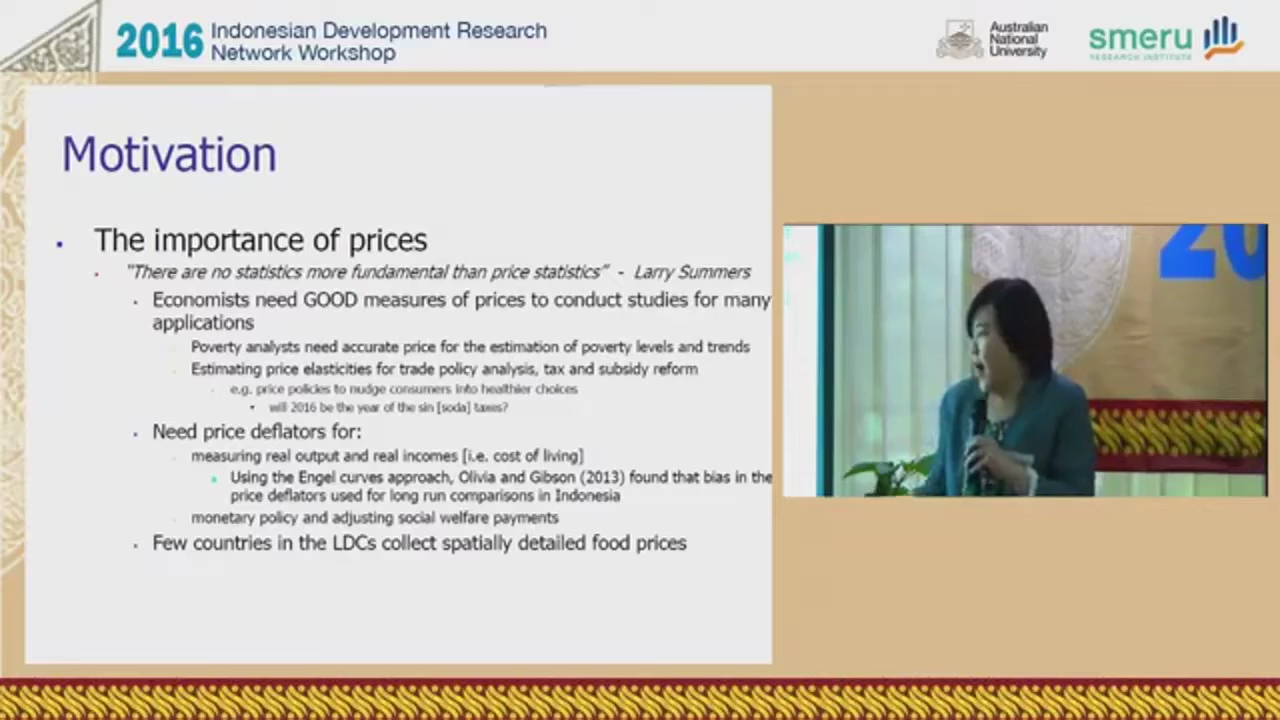 2016 Indonesian Development Research
Network Workshop
Australian
National
University
smeru
RESEARCH INSTITUTE
Motivation
The importance of prices
"There are no statistics more fundamental than price statistics" - Larry Summers
Economists need GOOD measures of prices to conduct studies for many
applications
Poverty analysts need accurate price for the estimation of poverty levels and trends
Estimating price elasticities for trade policy analysis, tax and subsidy reform
e.g. price policies to nudge consumers into healthier choices
will 2016 be the year of the sin [soda] taxes?
Need price deflators for:
measuring real output and real incomes [i.e. cost of living]
Using the Engel curves approach, Olivia and Gibson (2013) found that bias in the
price deflators used for long run comparisons in Indonesia
monetary policy and adjusting social welfare payments
Few countries in the LDCs collect spatially detailed food prices
20